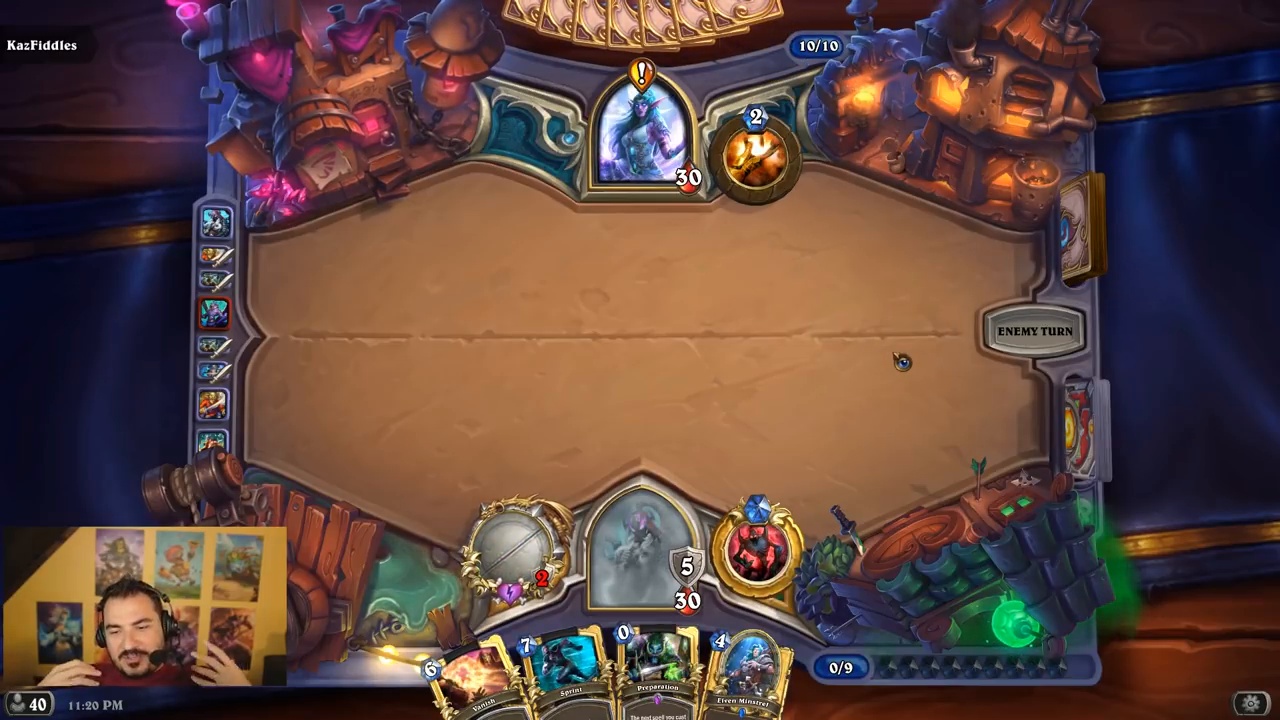 KazFiddles
10/10
2
30
ENEMY TURN
2
5
30
6
7
0
4
Vanish
Sprint
Preparation
Elven Minstrel
The next spell you cast
0/9
40
11:20 PM